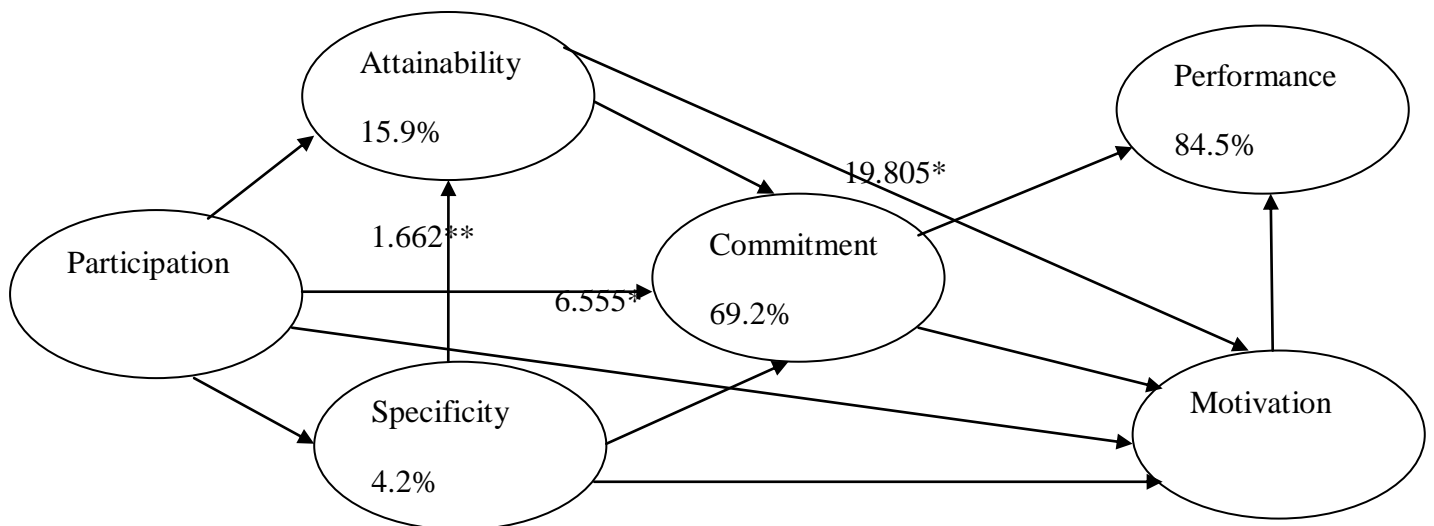 Attainability
15.9%
Performance
84.5%
19.805*
1.662**
Participation
Commitment
69.2%
6.555*
Specificity
4.2%
Motivation